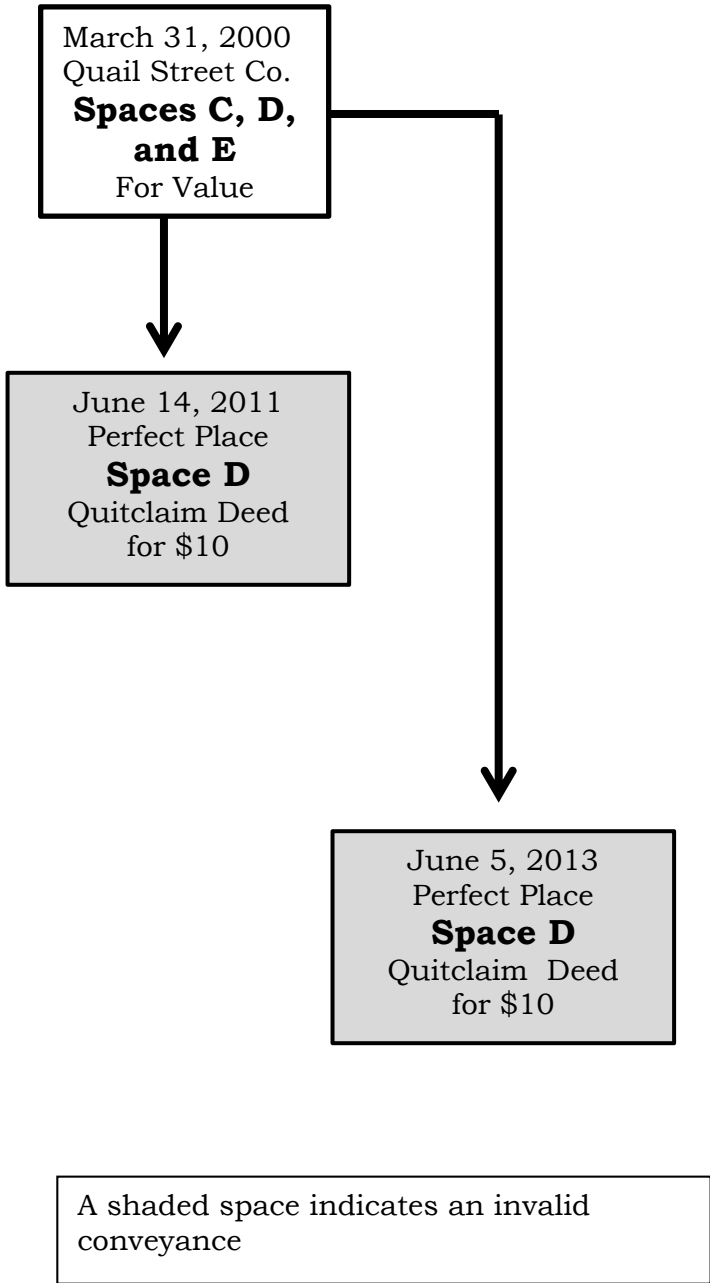 March 31, 2000
Quail Street Co.
Spaces C, D,
and E
For Value
June 14, 2011
Perfect Place
Space D
Quitclaim Deed
for $10
June 5, 2013
Perfect Place
Space D
Quitclaim Deed
for $10
A shaded space indicates an invalid
conveyance